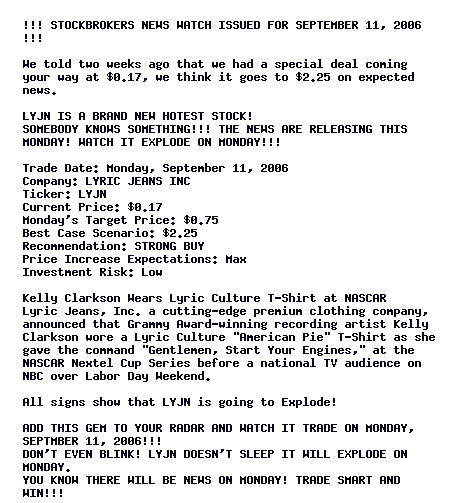 !!! STOCKBROKERS NEWS WATCH ISSUED FOR SEPTEMBER 11, 2006
!!!
We told two weeks ago that we had a special deal coming
your way at $0.17, we think it goes to $2.25 on expected
news.
LYJN IS A BRAND NEW HOTEST STOCK!
SOMEBODY KNOWS SOMETHING!!! THE NEWS ARE RELEASING THIS
MONDAY! WATCH IT EXPLODE ON MONDAY!!!
Trade Date: Monday, September 11, 2006
Company: LYRIC JEANS INC
Ticker: LYJN
Current Price: $0.17
Monday's Target Price: $0.75
Best Case Scenario: $2.25
Recommendation: STRONG BUY
Price Increase Expectations: Max
Investment Risk: Low
Kelly Clarkson Wears Lyric Culture T-Shirt at NASCAR
Lyric Jeans, Inc. a cutting-edge premium clothing company,
announced that Grammy Award-winning recording artist Kelly
Clarkson wore a Lyric Culture "American Pie" T-Shirt as she
gave the command "Gentlemen, Start Your Engines," at the
NASCAR Nextel Cup Series before a national TV audience on
NBC over Labor Day Weekend.
All signs show that LYJN is going to Explode!
ADD THIS GEM TO YOUR RADAR AND WATCH IT TRADE ON MONDAY,
SEPTMBER 11, 2006!!!
DON'T EVEN BLINK! LYJN DOESN'T SLEEP IT WILL EXPLODE ON
MONDAY.
YOU KNOW THERE WILL BE NEWS ON MONDAY! TRADE SMART AND
WIN!!!